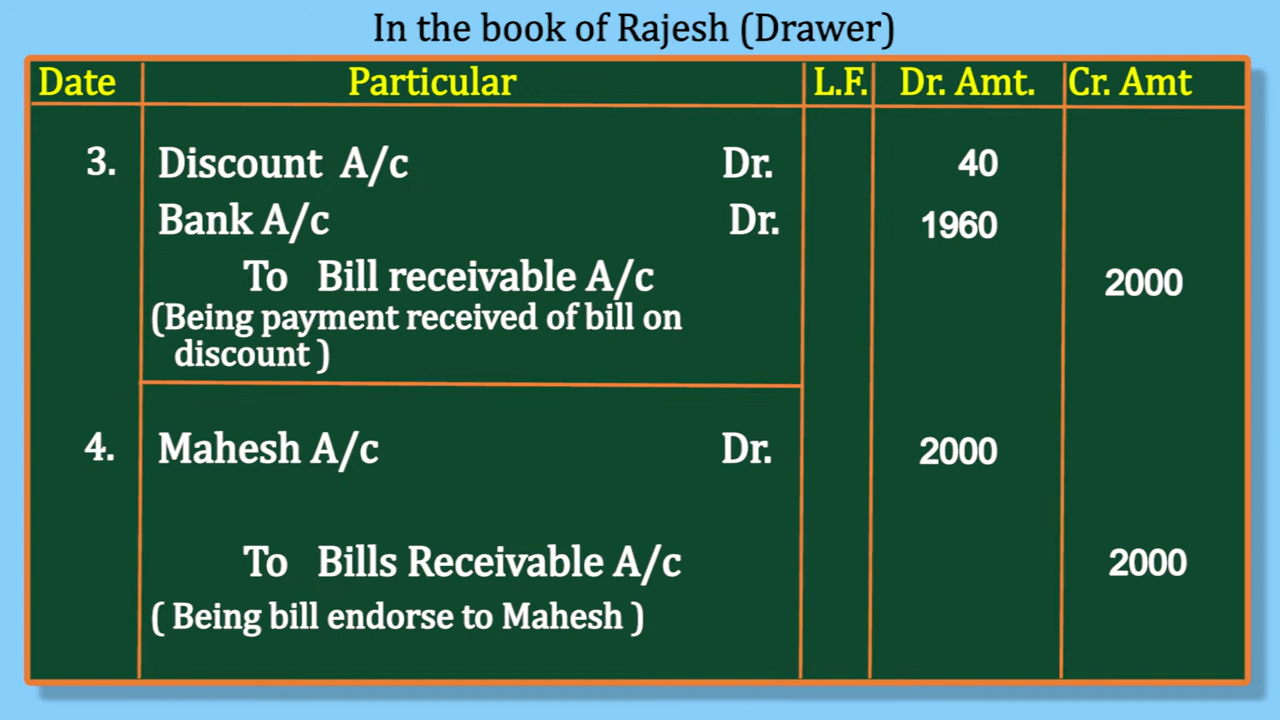 In the book of Rajesh (Drawer)
Date Particular L.F. Dr. Amt. Cr. Amt
3. Discount A/c Dr. 40
Bank A/c Dr. 1960
To Bill receivable A/c 2000
(Being payment received of bill on
discount )
4. Mahesh A/c Dr. 2000
To Bills Receivable A/c 2000
( Being bill endorse to Mahesh )